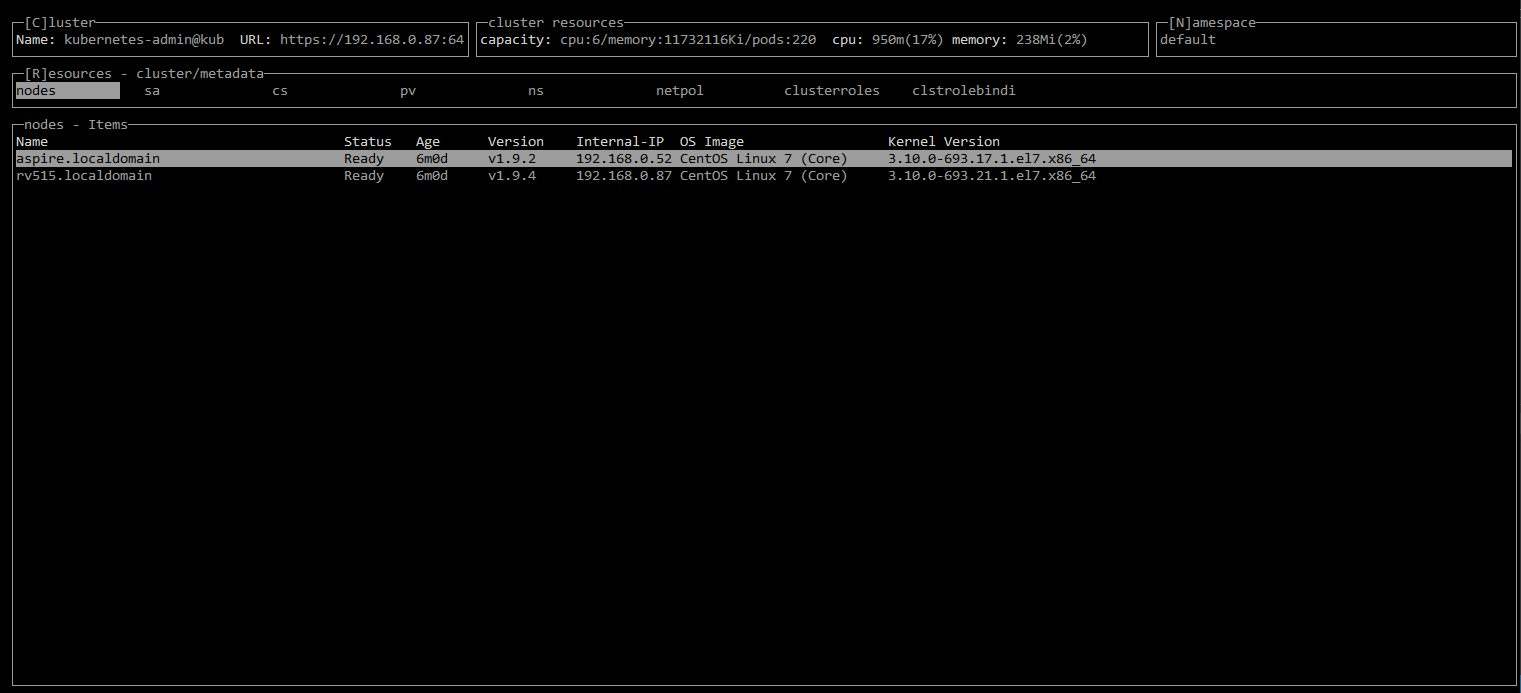 [C]luster
Name: kubernetes-admin@kub URL: https://192.168.0.87:64
cluster resources
capacity: cpu:6/memory:11732116Ki/pods:220 cpu: 950m(17%) memory: 238Mi(2%)
[N]amespace
default
[R]esources - cluster/metadata
nodes sa cs pv ns netpol clusterroles clstrolebindi
nodes - Items
Name Status Age Version Internal-IP OS Image Kernel Version
aspire.localdomain Ready 6m0d v1.9.2 192.168.0.52 CentOS Linux 7 (Core) 3.10.0-693.17.1.el7.x86_64
rv515.localdomain Ready 6m0d v1.9.4 192.168.0.87 CentOS Linux 7 (Core) 3.10.0-693.21.1.el7.x86_64